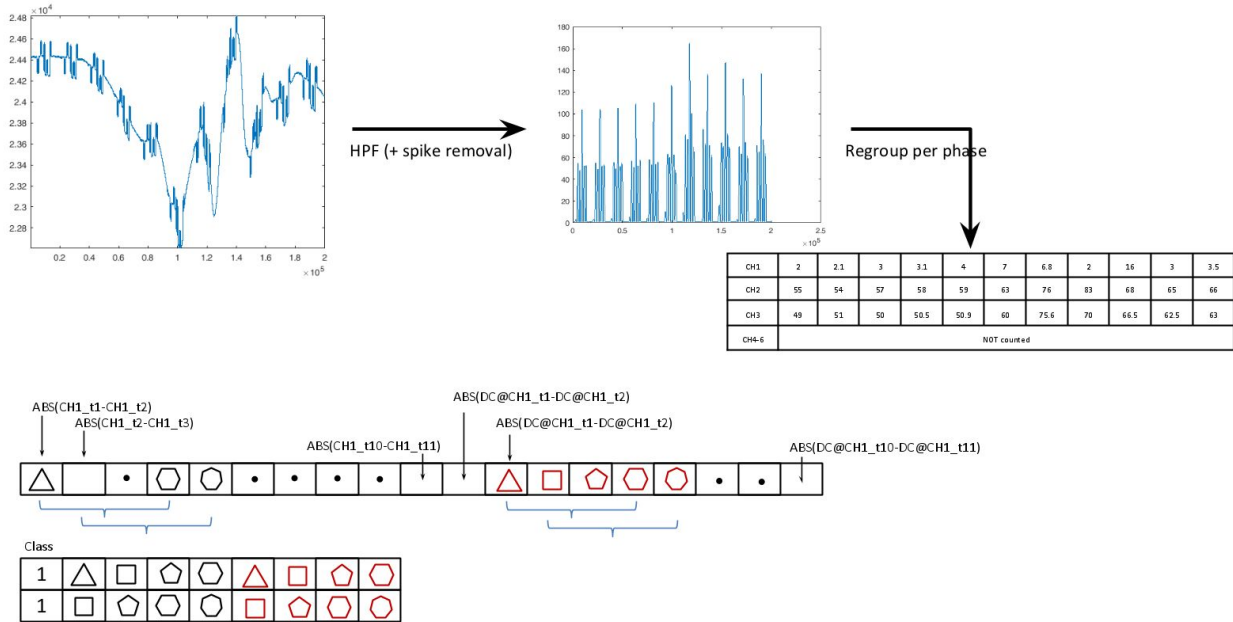 2.48 ×10⁴
2.46
2.44
2.42
2.4
2.38
2.36
2.34
2.32
2.3
2.28
0.2 0.4 0.6 0.8 1 1.2 1.4 1.6 1.8 2
×10⁵
HPF (+ spike removal)
180
160
140
120
100
80
60
40
20
0
0 0.5 1 1.5 2 2.5
×10⁵
Regroup per phase
CH1 2 2.1 3 3.1 4 7 6.8 2 16 3 3.5
CH2 55 54 57 58 59 63 76 83 68 65 66
CH3 49 51 50 50.5 50.9 60 75.6 70 66.5 62.5 63
CH4-6 NOT counted
ABS(CH1_t1-CH1_t2)
ABS(CH1_t2-CH1_t3)
ABS(CH1_t10-CH1_t11)
ABS(DC@CH1_t1-DC@CH1_t2)
ABS(DC@CH1_t1-DC@CH1_t2)
ABS(DC@CH1_t10-DC@CH1_t11)
Class
1
1